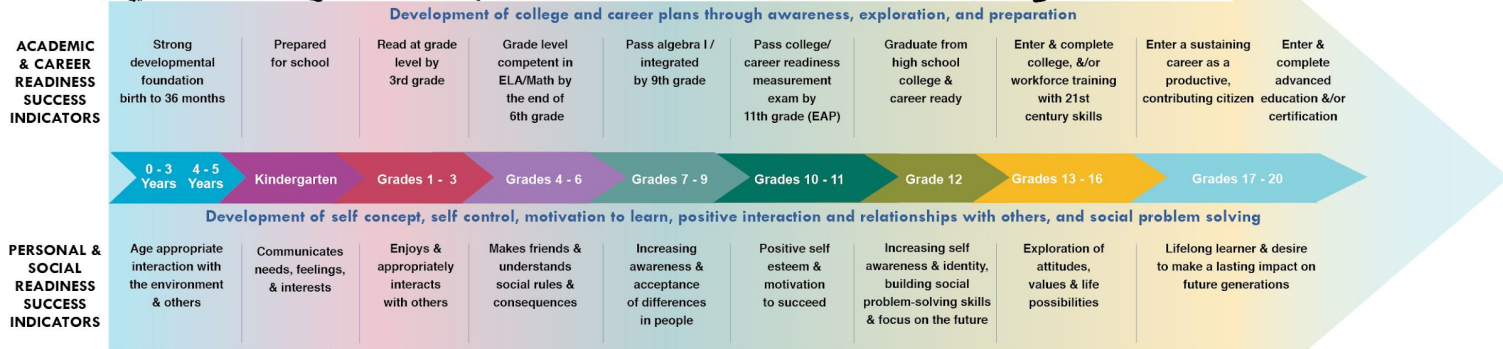 Development of college and career plans through awareness, exploration, and preparation
ACADEMIC
& CAREER
READINESS
SUCCESS
INDICATORS
Strong
developmental
foundation
birth to 36 months
Prepared
for school
Read at grade
level by
3rd grade
Grade level
competent in
ELA/Math by
the end of
6th grade
Pass algebra I /
integrated
by 9th grade
Pass college/
career readiness
measurement
exam by
11th grade (EAP)
Graduate from
high school
college &
career ready
Enter & complete
college, &/or
workforce training
with 21st
century skills
Enter a sustaining
career as a
productive,
contributing citizen
Enter &
complete
advanced
education &/or
certification
0 - 3
Years
4 - 5
Years
Kindergarten
Grades 1 - 3
Grades 4 - 6
Grades 7 - 9
Grades 10 - 11
Grade 12
Grades 13 - 16
Grades 17 - 20
Development of self concept, self control, motivation to learn, positive interaction and relationships with others, and social problem solving
PERSONAL &
SOCIAL
READINESS
SUCCESS
INDICATORS
Age appropriate
interaction with
the environment
& others
Communicates
needs, feelings,
& interests
Enjoys &
appropriately
interacts
with others
Makes friends &
understands
social rules &
consequences
Increasing
awareness &
acceptance
of differences
in people
Positive self
esteem &
motivation
to succeed
Increasing self
awareness & identity,
building social
problem-solving skills
& focus on the future
Exploration of
attitudes,
values & life
possibilities
Lifelong learner & desire
to make a lasting impact on
future generations